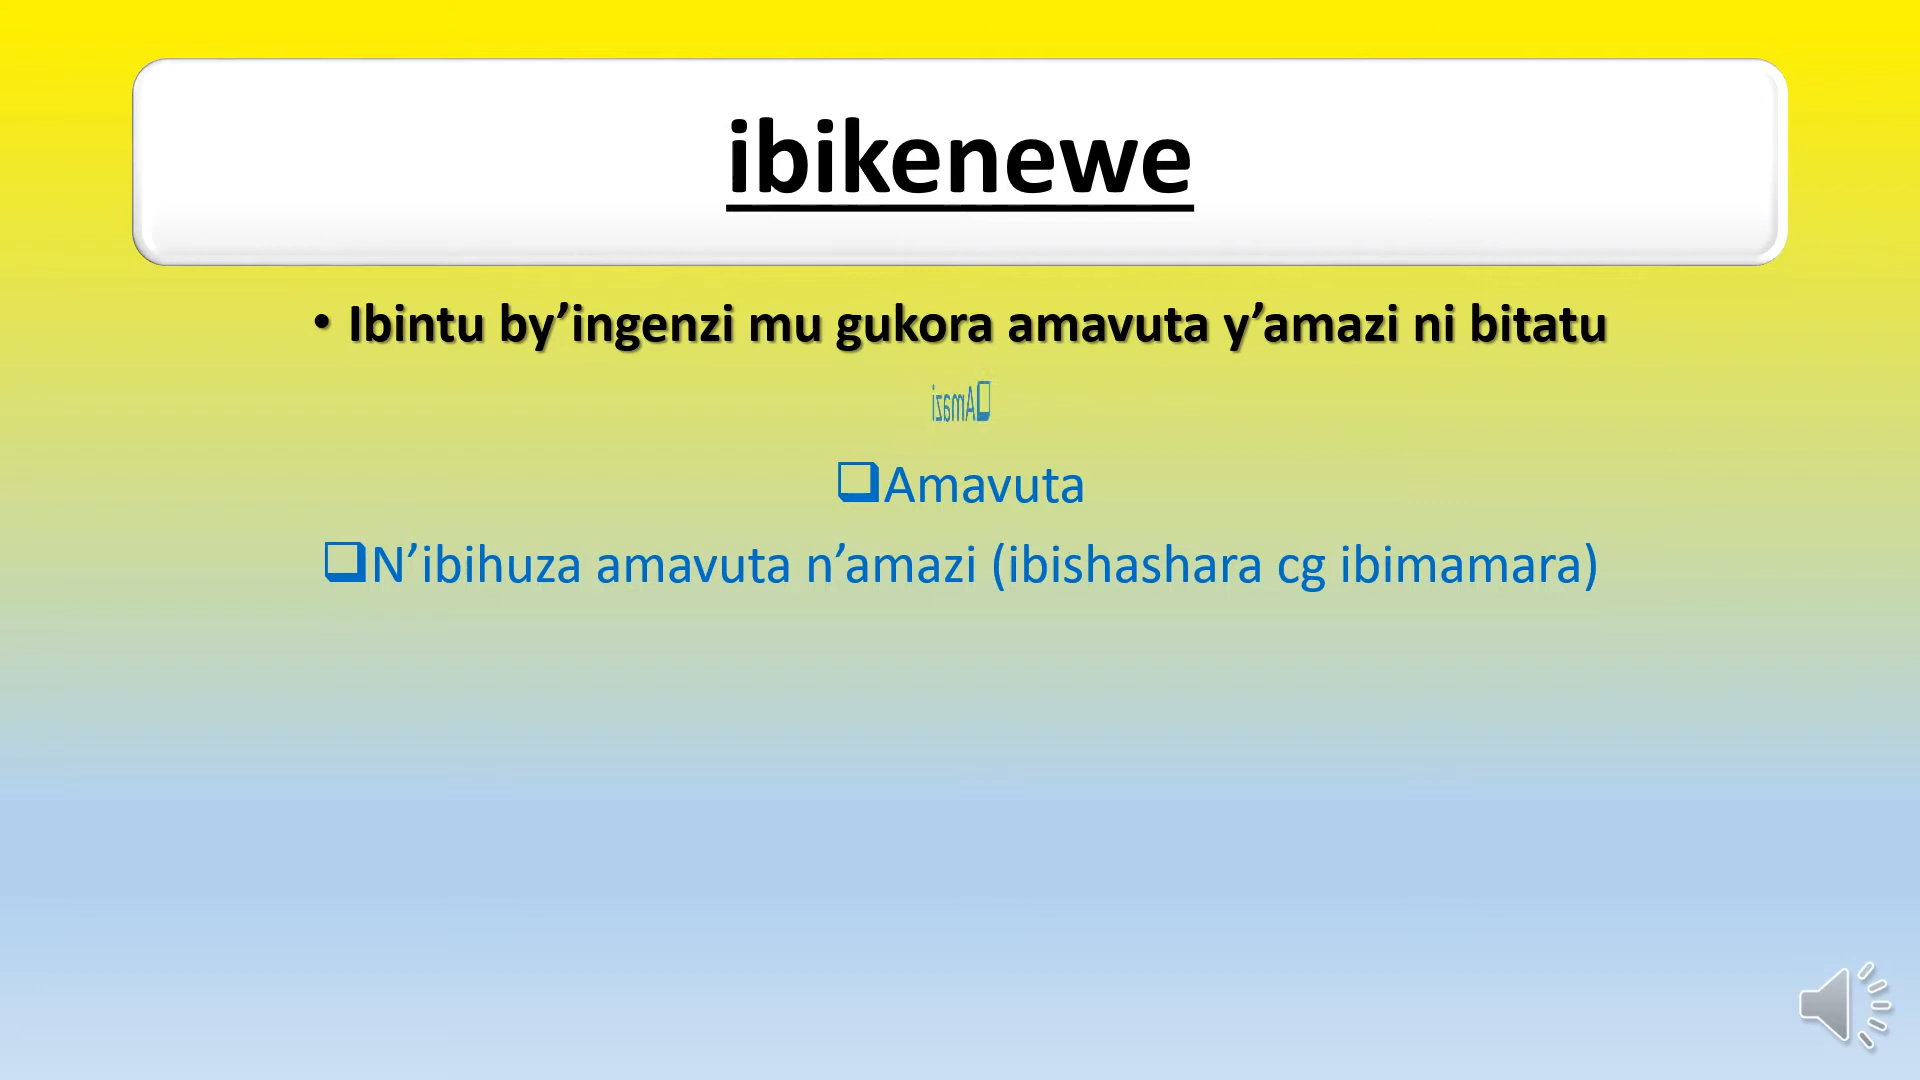 ibikenewe
• Ibintu by’ingenzi mu gukora amavuta y’amazi ni bitatu
❑Amazi
❑Amavuta
❑N’ibihuza amavuta n’amazi (ibishashara cg ibimamara)